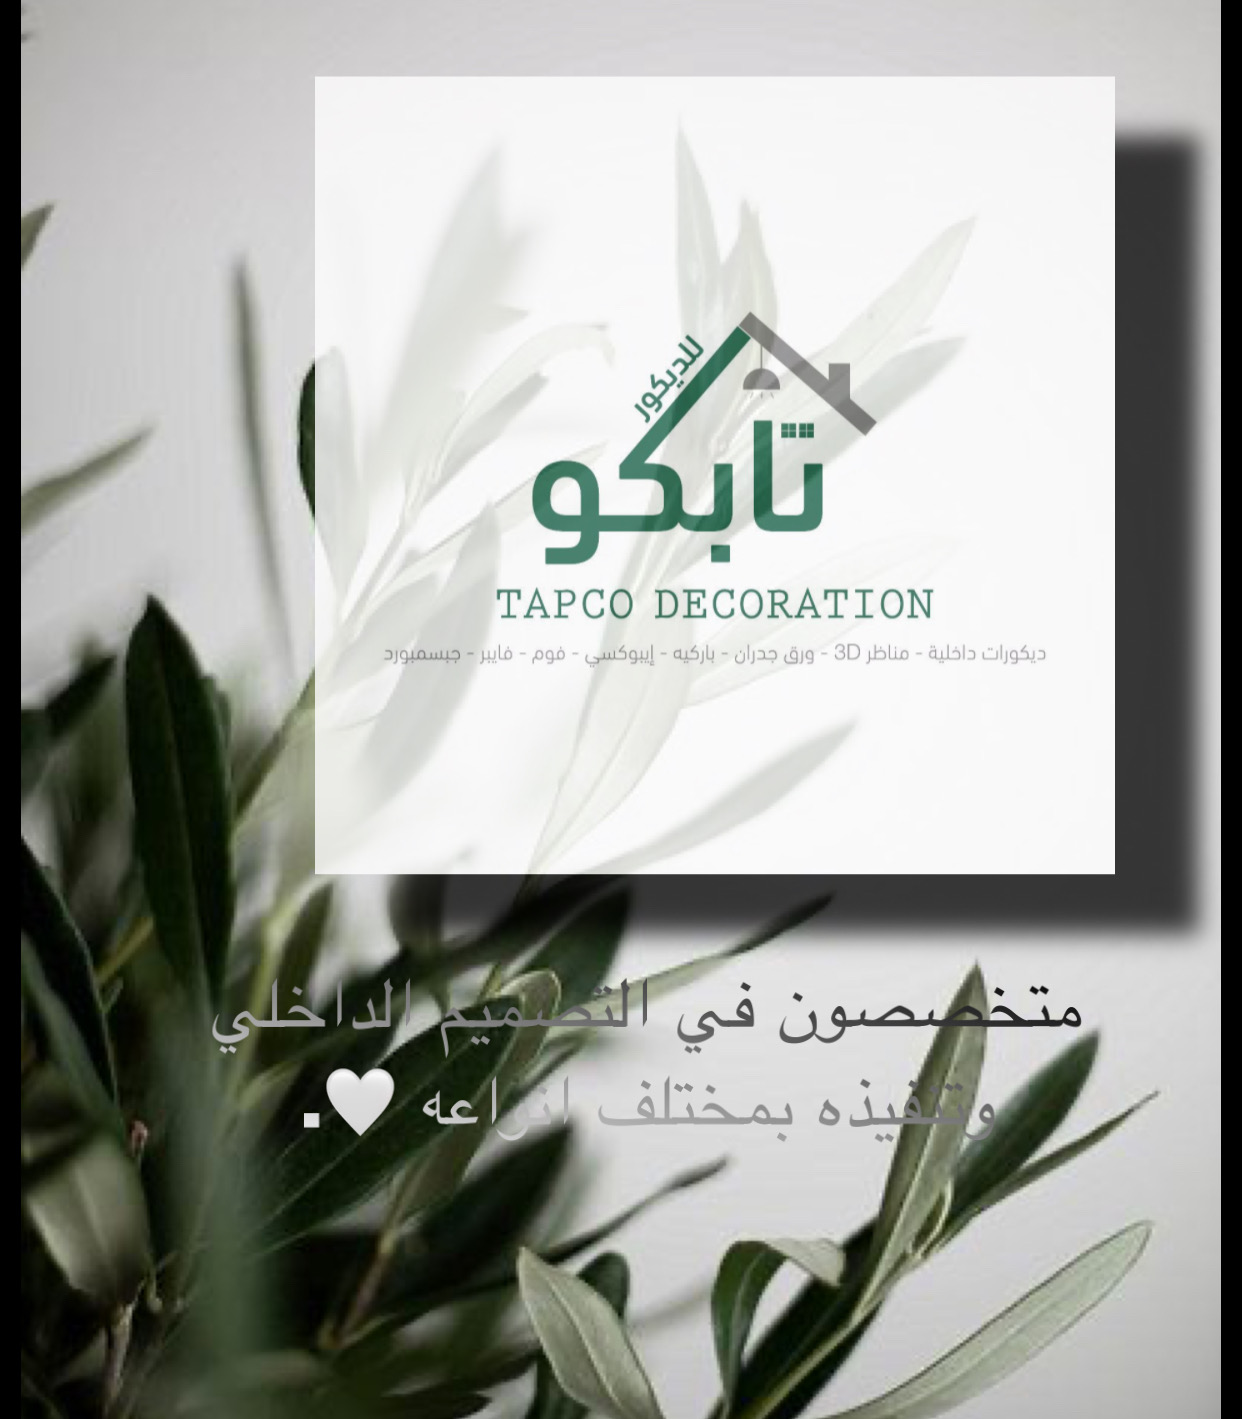 للديكور
تابكو
TAPCO DECORATION
ديكورات داخلية - مناظر 3D - ورق جدران - باركيه - إيبوكسي - فوم - فايبر - جبسمبورد
متخصصون في التصميم الداخلي
وتنفيذه بمختلف انواعه 🤍.